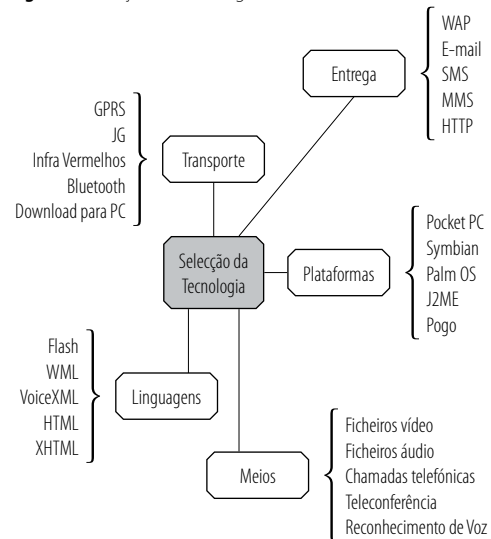 WAP
E-mail
SMS
MMS
HTTP
Entrega
GPRS
JG
Infra Vermelhos
Bluetooth
Download para PC
Transporte
Selecção da
Tecnologia
Plataformas
Pocket PC
Symbian
Palm OS
J2ME
Pogo
Flash
WML
VoiceXML
HTML
XHTML
Linguagens
Meios
Ficheiros vídeo
Ficheiros áudio
Chamadas telefónicas
Teleconferência
Reconhecimento de Voz